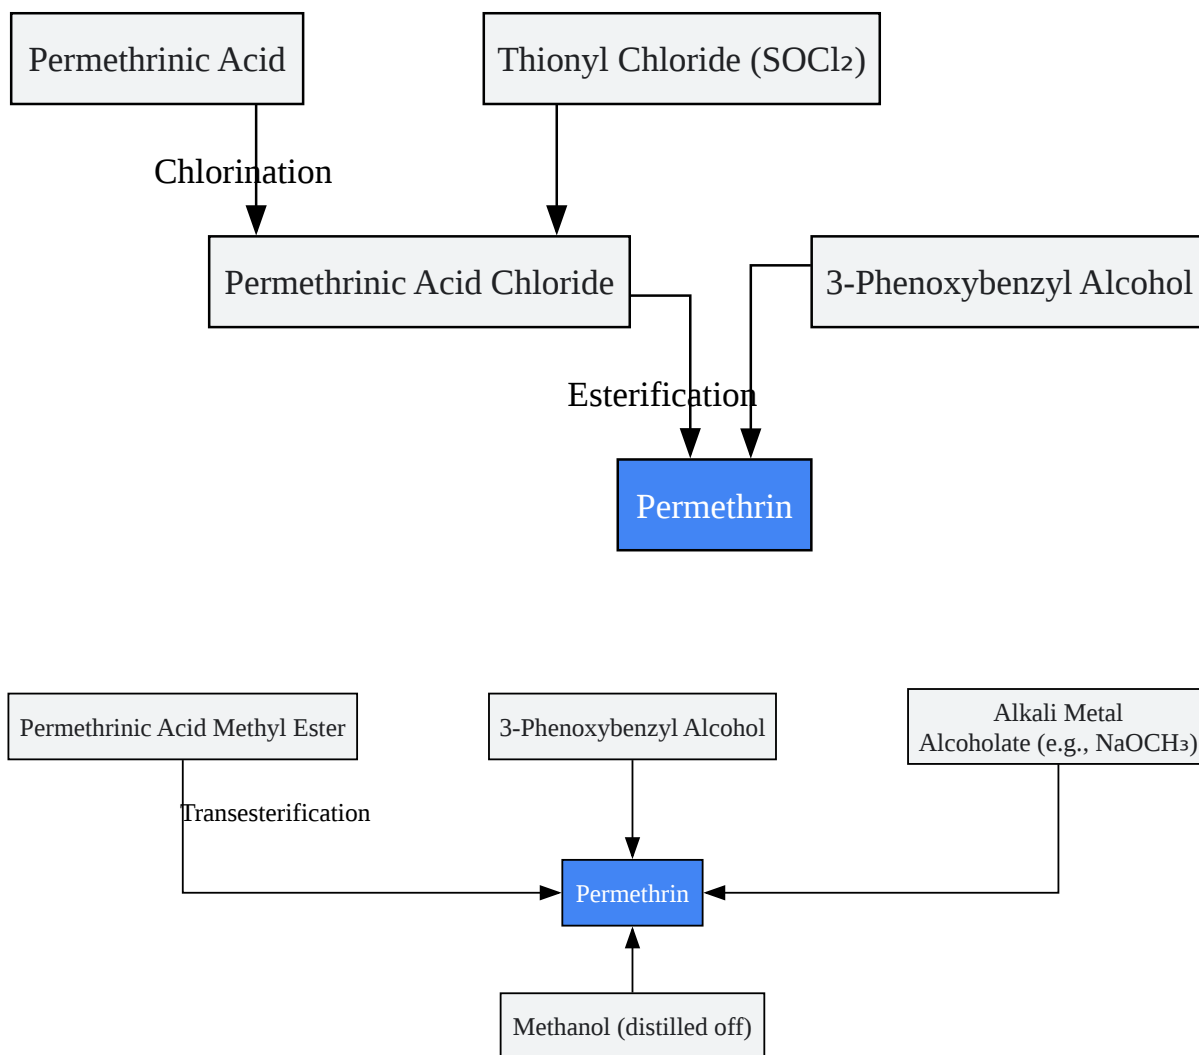 Permethrinic Acid
Thionyl Chloride (SOCl₂)
Chlorination
Permethrinic Acid Chloride
3-Phenoxybenzyl Alcohol
Esterification
Permethrin
Permethrinic Acid Methyl Ester
3-Phenoxybenzyl Alcohol
Alkali Metal
Alcoholate (e.g., NaOCH₃)
Transesterification
Permethrin
Methanol (distilled off)